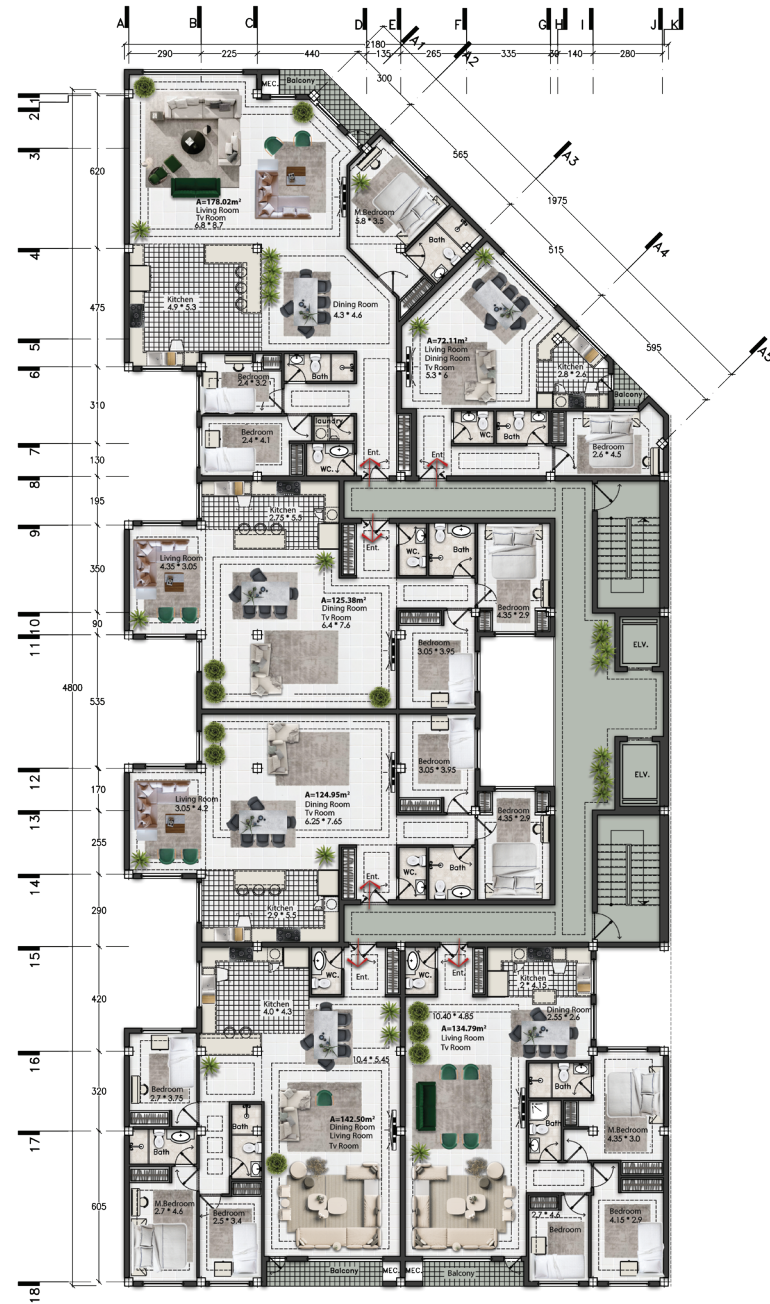 A B C D E F G H I J K
2180
290 225 440 135 265 335 30 140 280
A1
A2
A3
A4
A5
300
565
1975
515
595
1
2
3
4
5
6
7
8
9
10
11
12
13
14
15
16
17
18
620
475
310
130
195
350
90
4800
535
170
255
290
420
320
605
MEC.
Balcony
A=178.02m²
Living Room
Tv Room
6.8 * 8.7
M.Bedroom
5.8 * 3.5
Bath
Kitchen
4.9 * 5.3
Dining Room
4.3 * 4.6
A=72.11m²
Living Room
Dining Room
Tv Room
5.3 * 6
Kitchen
2.8 * 2.6
Balcony
Bedroom
2.4 * 3.2
Bath
Bedroom
2.4 * 4.1
laundry
WC.
Ent.
Ent.
WC.
Bath
Bedroom
2.6 * 4.5
Kitchen
2.75 * 5.5
Ent.
WC.
Bath
Living Room
4.35 * 3.05
A=125.38m²
Dining Room
Tv Room
6.4 * 7.6
Bedroom
4.35 * 2.9
Bedroom
3.05 * 3.95
ELV.
Bedroom
3.05 * 3.95
ELV.
Living Room
3.05 * 4.2
A=124.95m²
Dining Room
Tv Room
6.25 * 7.65
Bedroom
4.35 * 2.9
Ent.
WC.
Bath
Kitchen
2.9 * 5.5
Kitchen
4.0 * 4.3
WC.
Ent.
WC.
Ent.
Kitchen
2 * 4.15
10.40 * 4.85
A=134.79m²
Living Room
Tv Room
Dining Room
2.55 * 2.6
10.4 * 5.45
Bedroom
2.7 * 3.75
Bath
A=142.50m²
Dining Room
Living Room
Tv Room
Bath
Bath
M.Bedroom
4.35 * 3.0
Bath
M.Bedroom
2.7 * 4.6
Bedroom
2.5 * 3.4
2.7 * 4.6
Bedroom
Bedroom
4.15 * 2.9
Balcony
MEC.
MEC.
Balcony